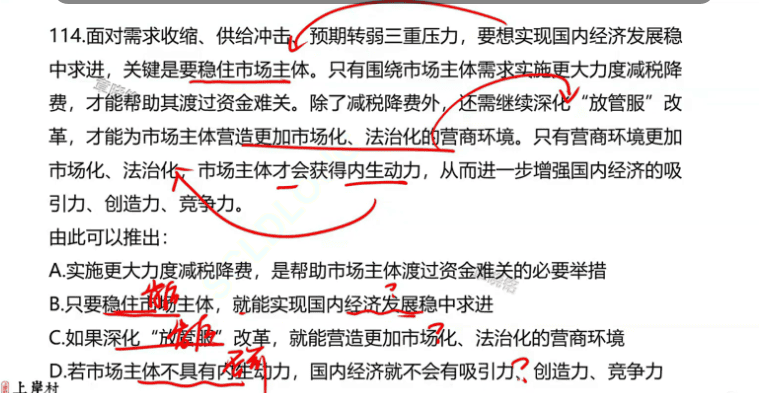 114.面对需求收缩、供给冲击、预期转弱三重压力，要想实现国内经济发展稳
中求进，关键是要稳住市场主体。只有围绕市场主体需求实施更大力度减税降
费，才能帮助其渡过资金难关。除了减税降费外，还需继续深化“放管服”改
革，才能为市场主体营造更加市场化、法治化的营商环境。只有营商环境更加
市场化、法治化，市场主体才会获得内生动力，从而进一步增强国内经济的吸
引力、创造力、竞争力。
由此可以推出：
A.实施更大力度减税降费，是帮助市场主体渡过资金难关的必要举措
B.只要稳住市场主体，就能实现国内经济发展稳中求进
C.如果深化“放管服”改革，就能营造更加市场化、法治化的营商环境
D.若市场主体不具有内生动力，国内经济就不会有吸引力、创造力、竞争力
上岸村